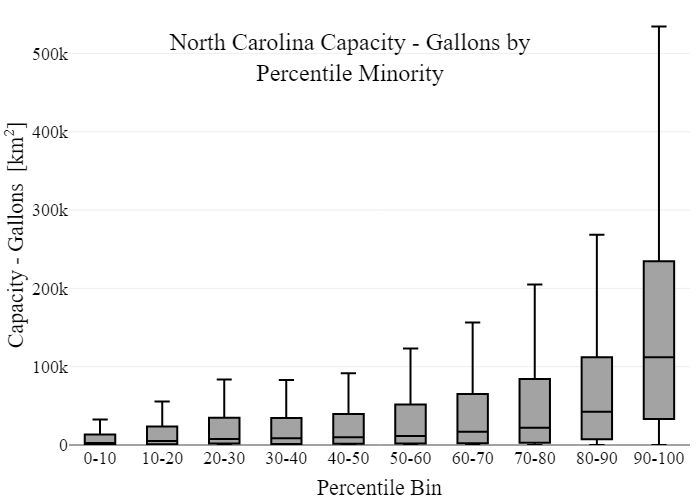 North Carolina Capacity - Gallons by
Percentile Minority
Capacity - Gallons [km²]
500k
400k
300k
200k
100k
0
0-10 10-20 20-30 30-40 40-50 50-60 60-70 70-80 80-90 90-100
Percentile Bin